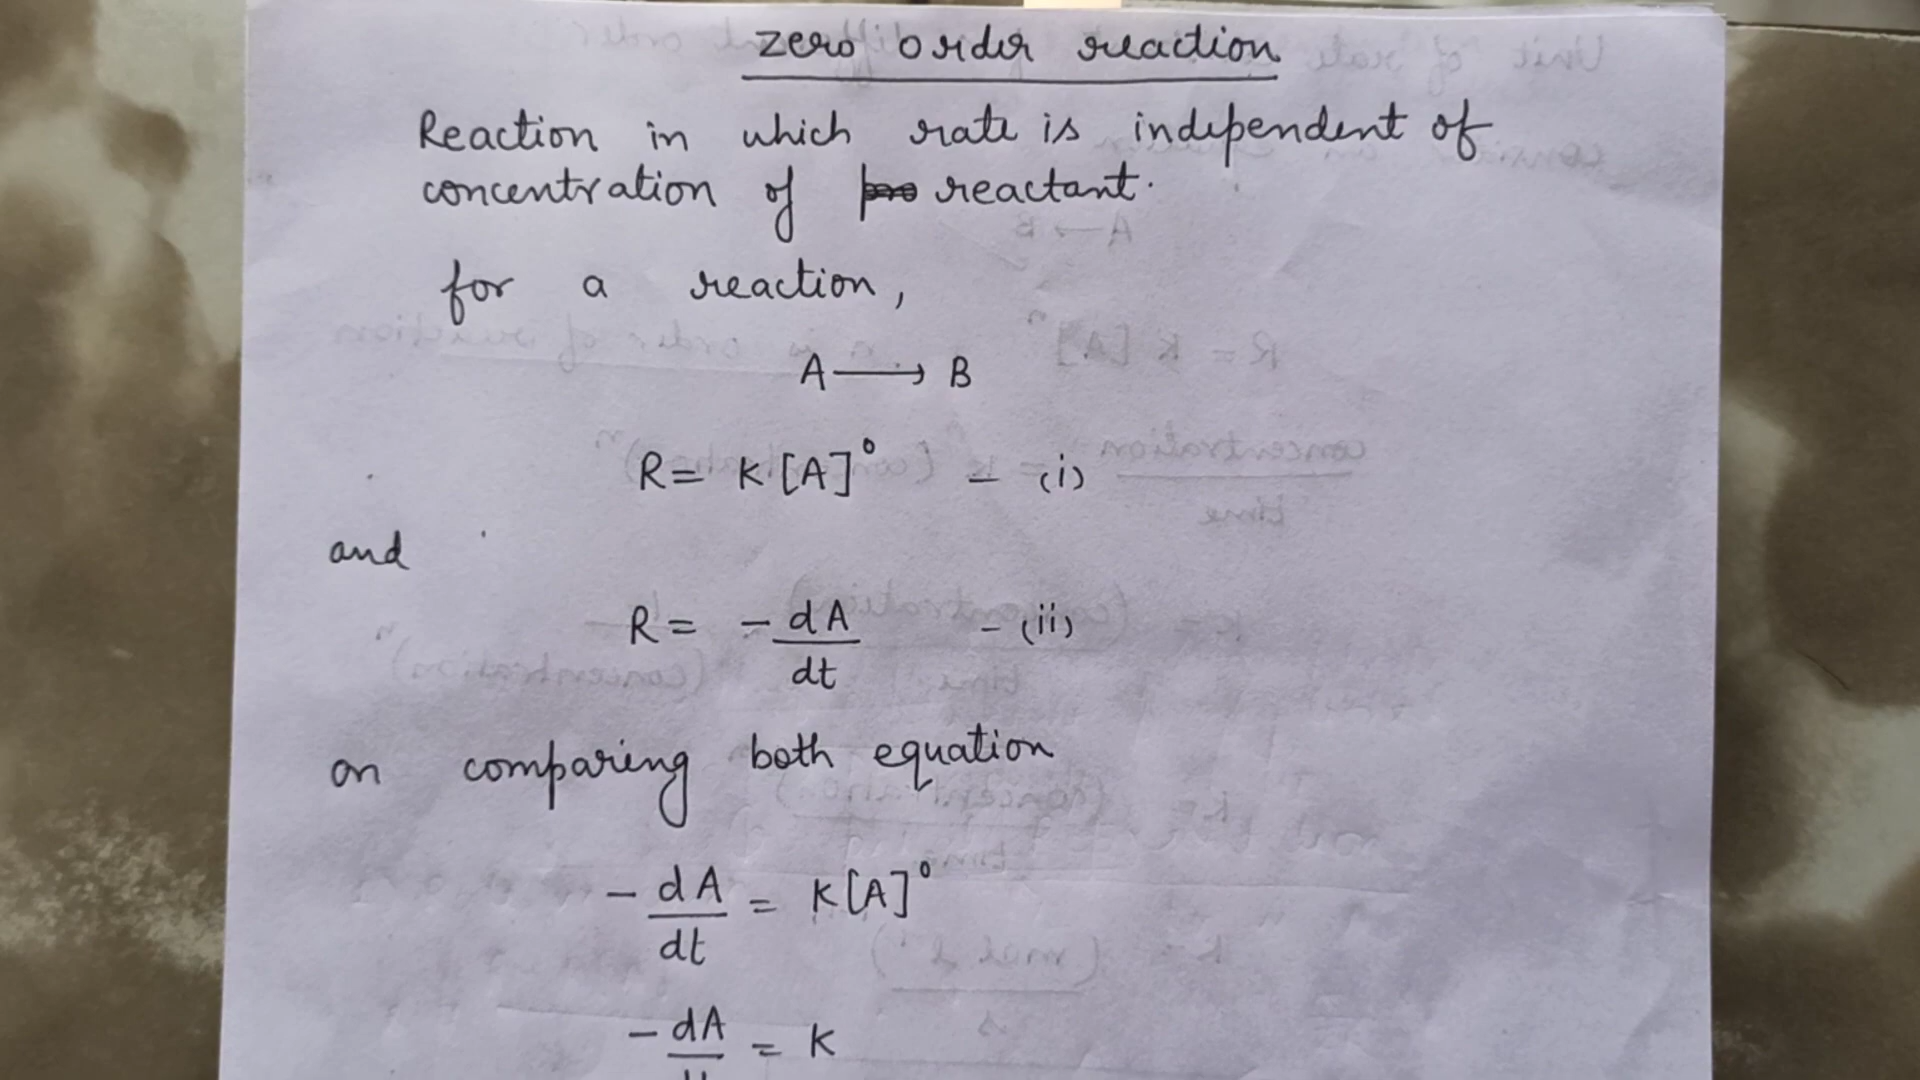 zero order reaction
Reaction in which rate is independent of
concentration of reactant.
for a reaction,
A ⟶ B
R = K[A]⁰ - (i)
and
R = - dA/dt - (ii)
on comparing both equation
- dA/dt = K[A]⁰
- dA/ = K